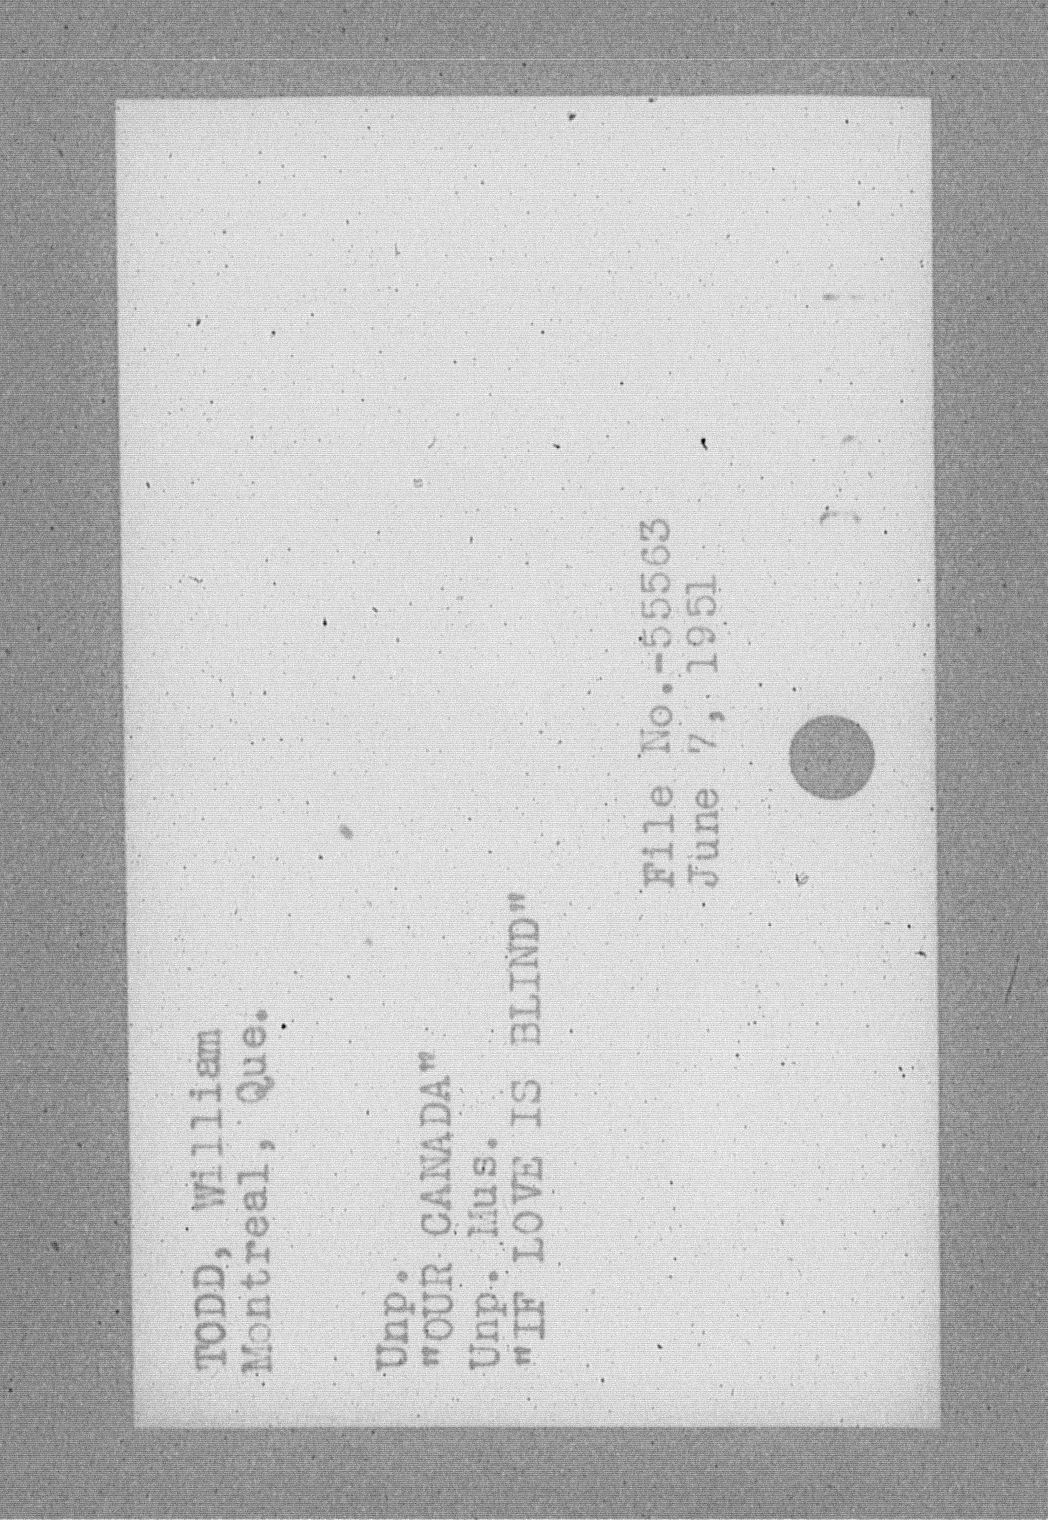 TODD, William
Montreal, Que.
Unp.
"OUR CANADA"
Unp. Mus.
"IF LOVE IS BLIND"
File No.-55563
June 7, 1951